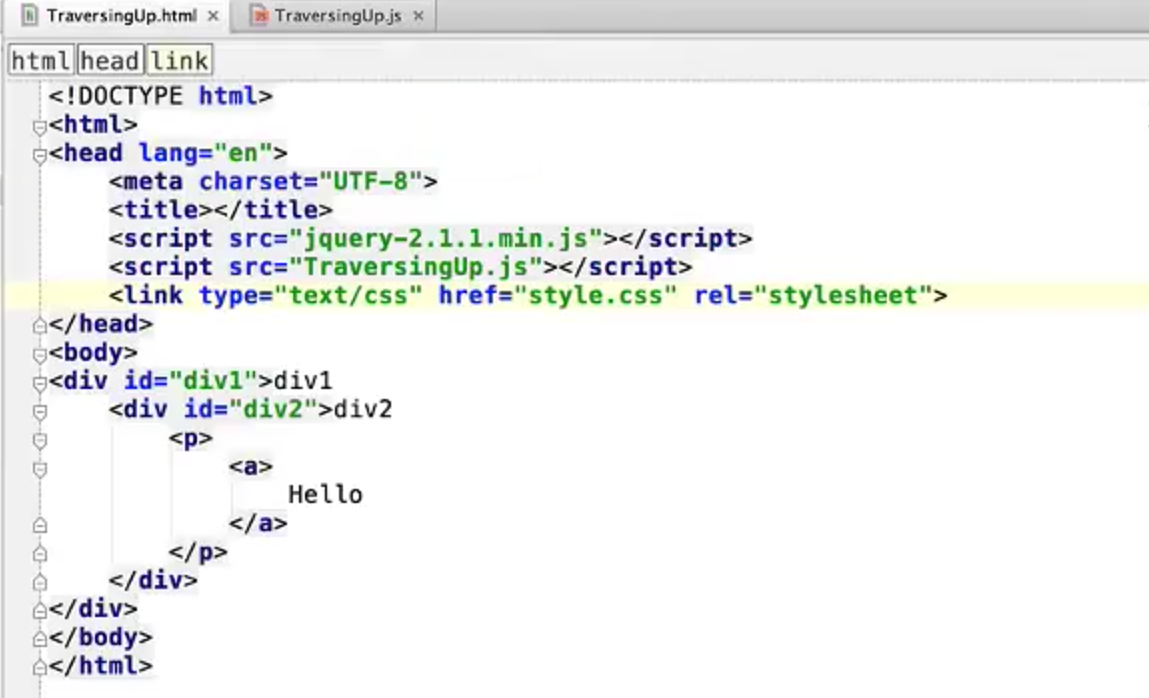 TraversingUp.html × TraversingUp.js ×
html head link
<!DOCTYPE html>
<html>
<head lang="en">
    <meta charset="UTF-8">
    <title></title>
    <script src="jquery-2.1.1.min.js"></script>
    <script src="TraversingUp.js"></script>
    <link type="text/css" href="style.css" rel="stylesheet">
</head>
<body>
<div id="div1">div1
    <div id="div2">div2
        <p>
            <a>
                Hello
            </a>
        </p>
    </div>
</div>
</body>
</html>